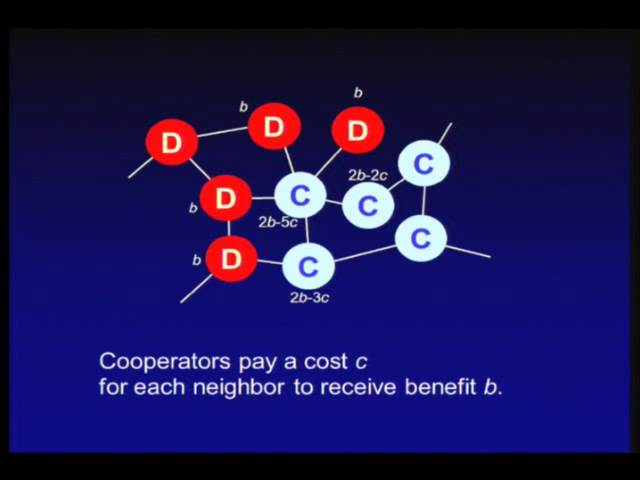 b
b
D
D
D
C
2b-2c
D
C
C
b
2b-5c
C
b
D
C
2b-3c
Cooperators pay a cost c
for each neighbor to receive benefit b.